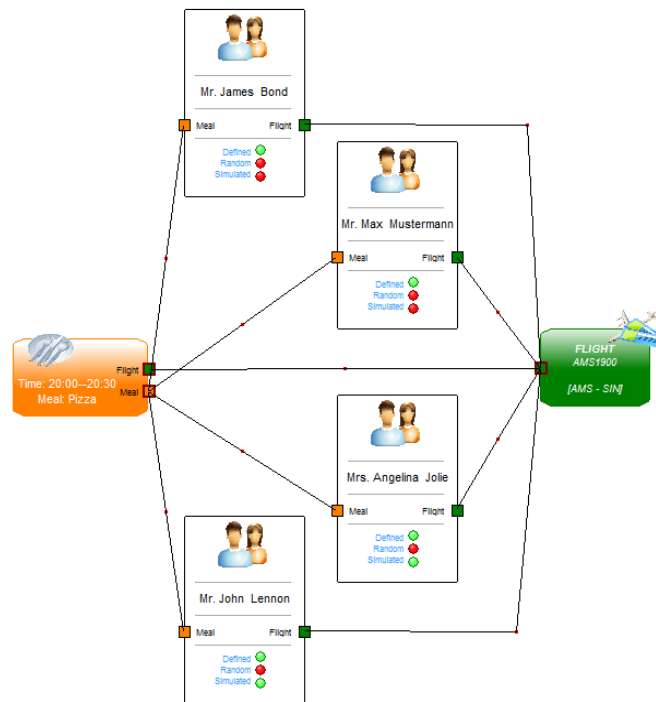 Mr. James Bond
Meal Flight
Defined
Random
Simulated
Mr. Max Mustermann
Meal Flight
Defined
Random
Simulated
Flight
Meal
Time: 20:00--20:30
Meal: Pizza
FLIGHT
AMS1900
[AMS - SIN]
Mrs. Angelina Jolie
Meal Flight
Defined
Random
Simulated
Mr. John Lennon
Meal Flight
Defined
Random
Simulated